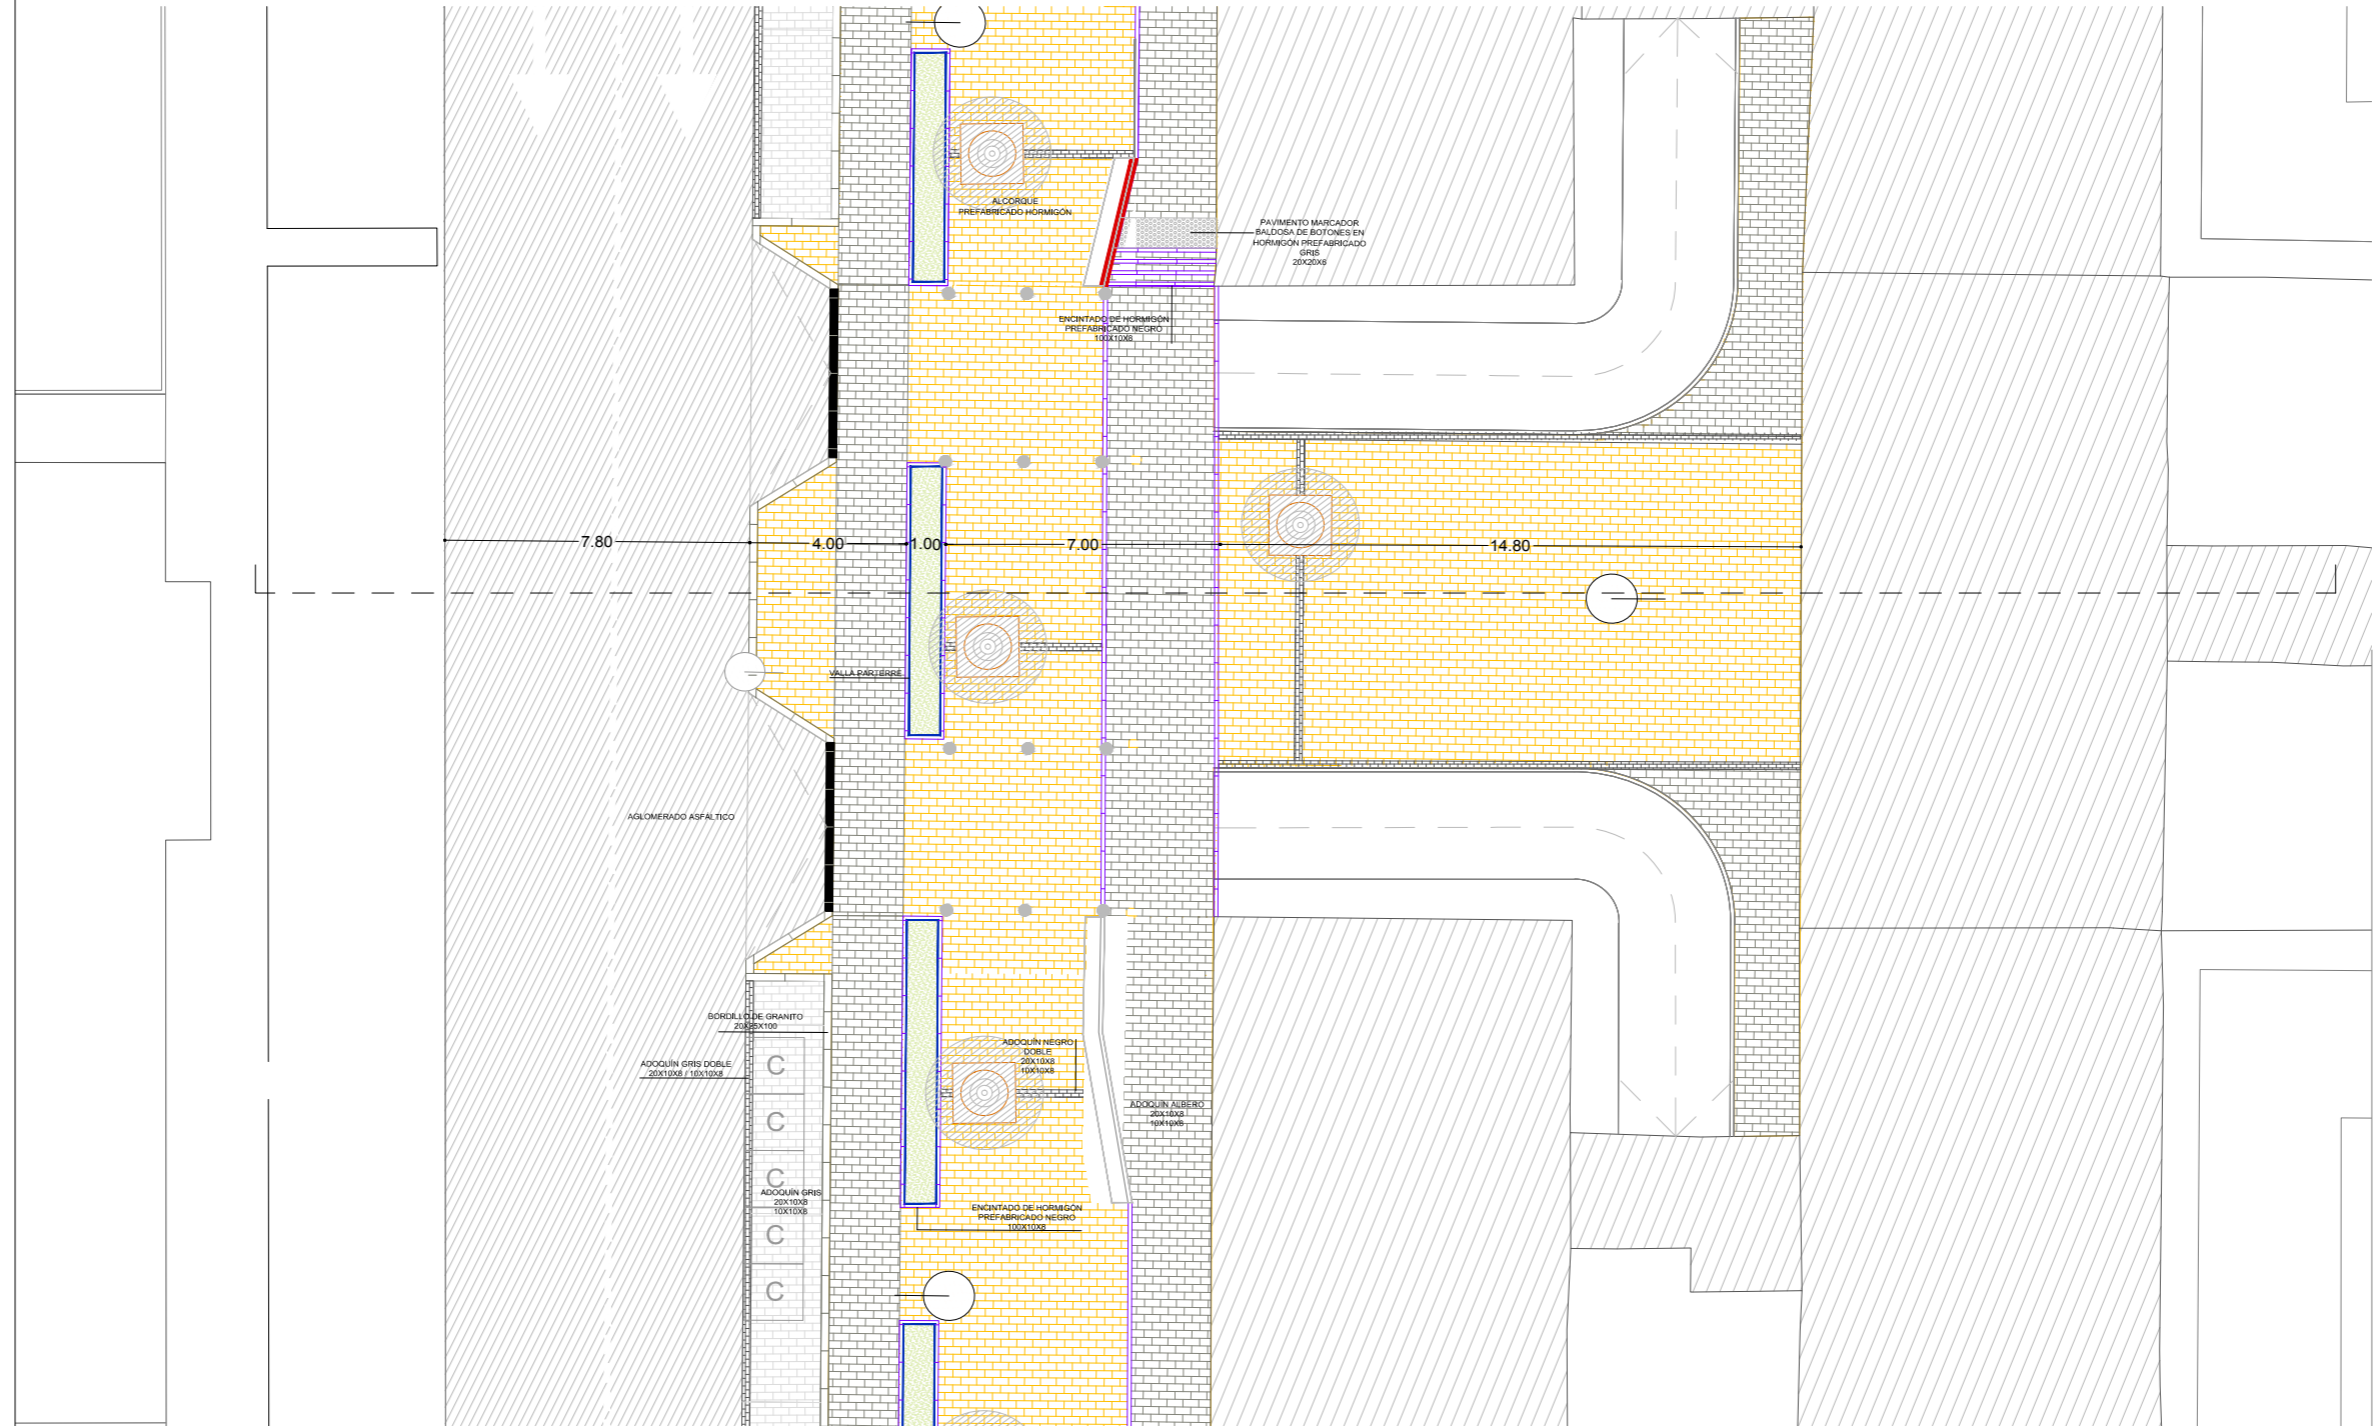 ALCORQUE
PREFABRICADO HORMIGÓN
PAVIMENTO MARCADOR
BALDOSA DE BOTONES EN
HORMIGÓN PREFABRICADO
GRIS
20X20X6
ENCINTADO DE HORMIGÓN
PREFABRICADO NEGRO
100X10X8
7.80
4.00
1.00
7.00
14.80
VALLA PARTERRE
AGLOMERADO ASFÁLTICO
BORDILLO DE GRANITO
20X25X100
ADOQUÍN GRIS DOBLE
20X10X8 / 10X10X8
ADOQUÍN NEGRO
DOBLE
20X10X8
10X10X8
C
C
C
C
C
ADOQUÍN ALBERO
20X10X8
10X10X8
ADOQUÍN GRIS
20X10X8
10X10X8
ENCINTADO DE HORMIGÓN
PREFABRICADO NEGRO
100X10X8